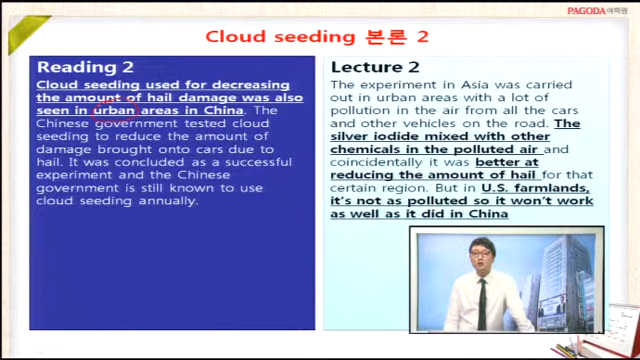 PAGODA어학원
Cloud seeding 본론 2
Reading 2
Cloud seeding used for decreasing
the amount of hail damage was also
seen in urban areas in China. The
Chinese government tested cloud
seeding to reduce the amount of
damage brought onto cars due to
hail. It was concluded as a successful
experiment and the Chinese
government is still known to use
cloud seeding annually.
Lecture 2
The experiment in Asia was carried
out in urban areas with a lot of
pollution in the air from all the cars
and other vehicles on the road. The
silver iodide mixed with other
chemicals in the polluted air and
coincidentally it was better at
reducing the amount of hail for that
certain region. But in U.S. farmlands,
it's not as polluted so it won't work
as well as it did in China